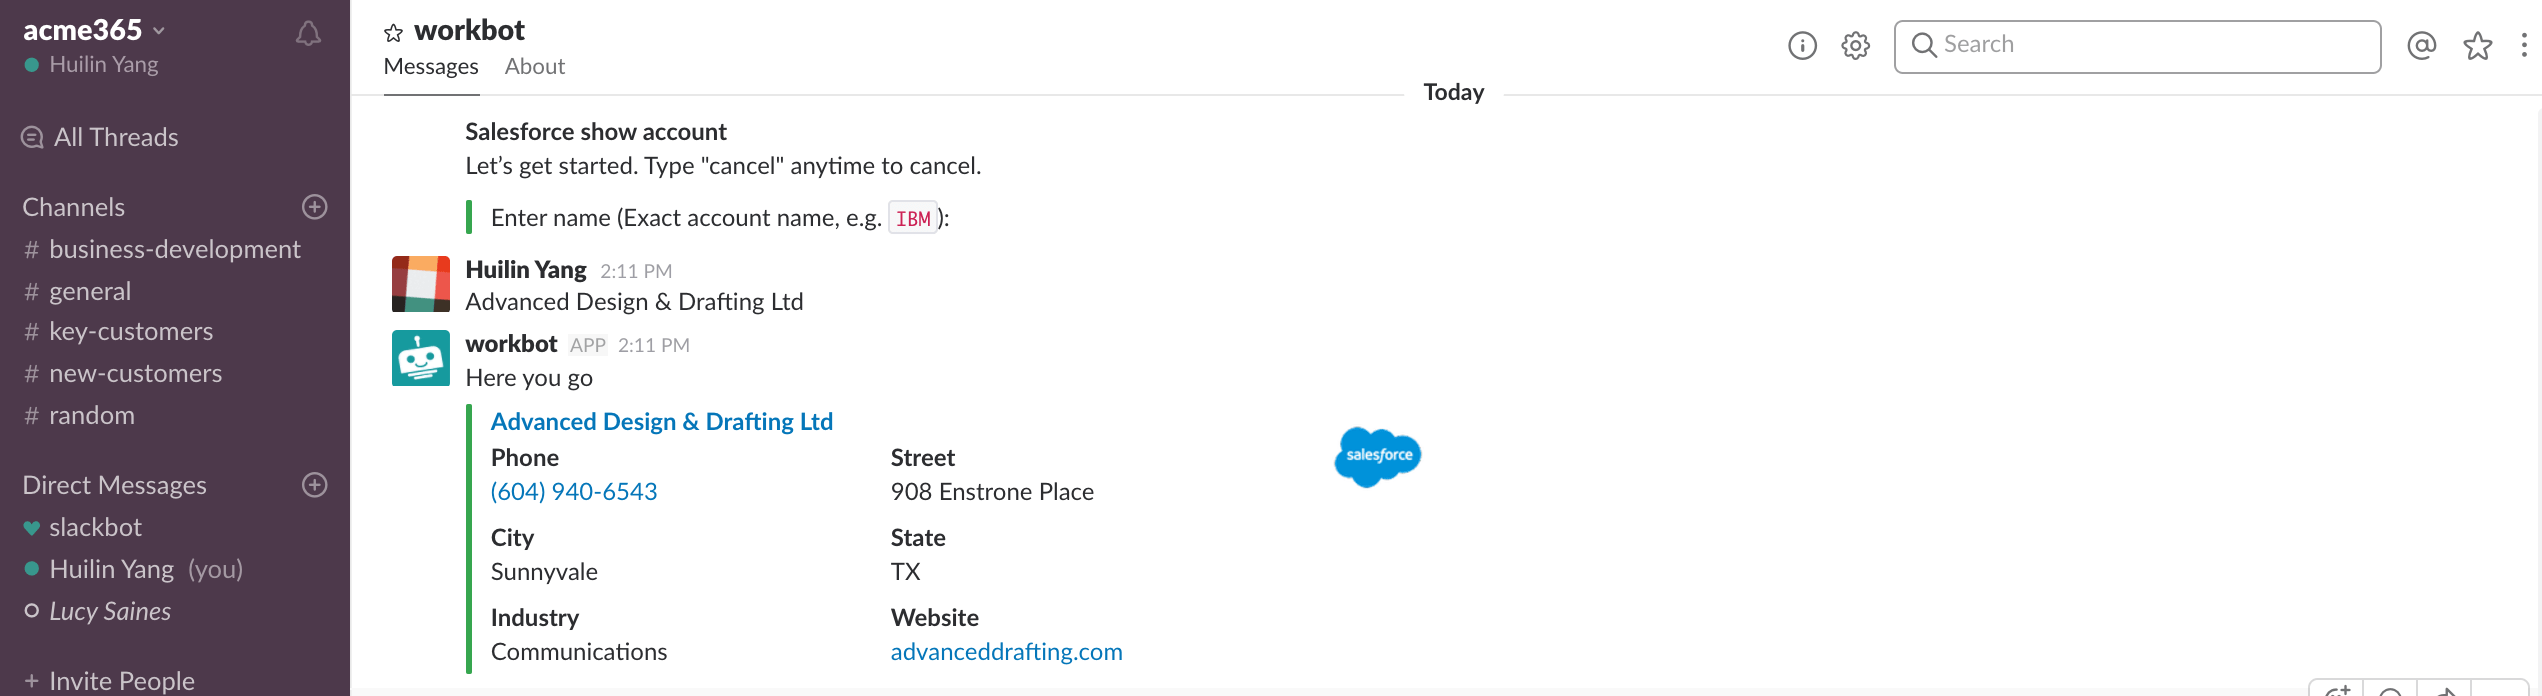 acme365
Huilin Yang
All Threads
Channels
# business-development
# general
# key-customers
# new-customers
# random
Direct Messages
slackbot
Huilin Yang (you)
Lucy Saines
+ Invite People
workbot
Messages About
Search
Today
Salesforce show account
Let’s get started. Type "cancel" anytime to cancel.
Enter name (Exact account name, e.g. IBM):
Huilin Yang 2:11 PM
Advanced Design & Drafting Ltd
workbot APP 2:11 PM
Here you go
Advanced Design & Drafting Ltd
Phone Street
(604) 940-6543 908 Enstrone Place
City State
Sunnyvale TX
Industry Website
Communications advanceddrafting.com
salesforce